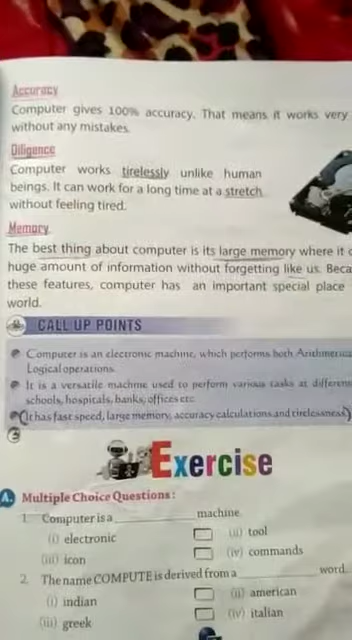 Accuracy
Computer gives 100% accuracy. That means it works very
without any mistakes.
Diligence
Computer works tirelessly unlike human
beings. It can work for a long time at a stretch
without feeling tired.
Memory
The best thing about computer is its large memory where it
huge amount of information without forgetting like us. Beca
these features, computer has an important special place
world.
CALL UP POINTS
Computer is an electronic machine, which performs both Arithmetica
Logical operations.
It is a versatile machine used to perform various tasks at different
schools, hospitals, banks, offices etc.
It has fast speed, large memory, accuracy calculations and tirelessness
Exercise
A. Multiple Choice Questions :
1. Computer is a ________ machine.
(i) electronic (ii) tool
(iii) icon (iv) commands
2. The name COMPUTE is derived from a ________ word.
(i) indian (ii) american
(iii) greek (iv) italian